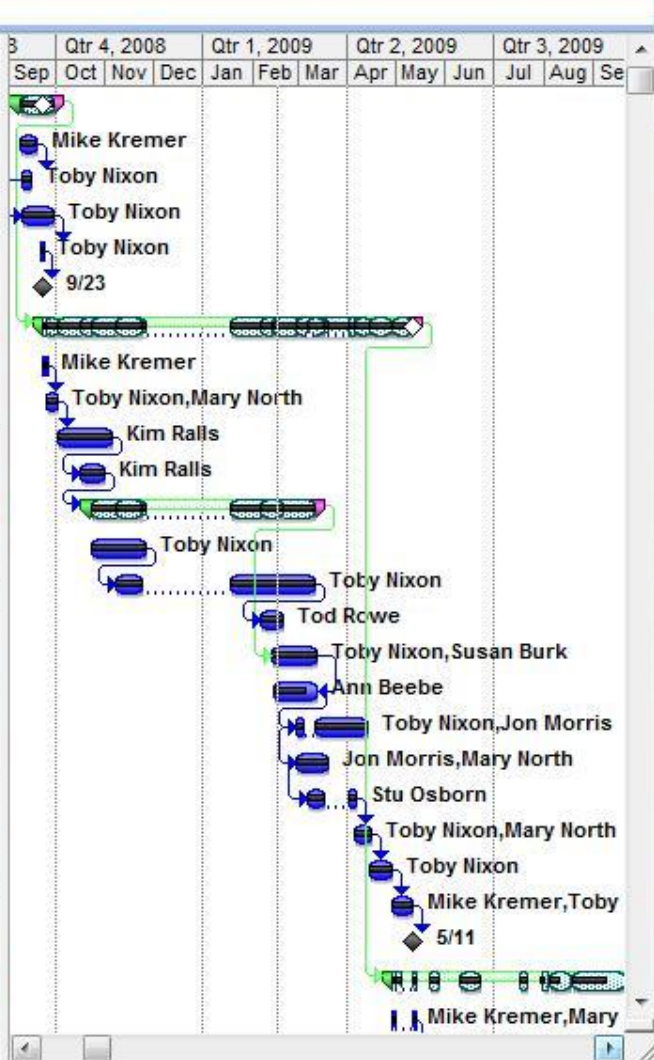 3 Qtr 4, 2008 Qtr 1, 2009 Qtr 2, 2009 Qtr 3, 2009
Sep Oct Nov Dec Jan Feb Mar Apr May Jun Jul Aug Se
Mike Kremer
Toby Nixon
Toby Nixon
Toby Nixon
9/23
Mike Kremer
Toby Nixon,Mary North
Kim Ralls
Kim Ralls
Toby Nixon
Toby Nixon
Tod Rowe
Toby Nixon,Susan Burk
Ann Beebe
Toby Nixon,Jon Morris
Jon Morris,Mary North
Stu Osborn
Toby Nixon,Mary North
Toby Nixon
Mike Kremer,Toby
5/11
Mike Kremer,Mary